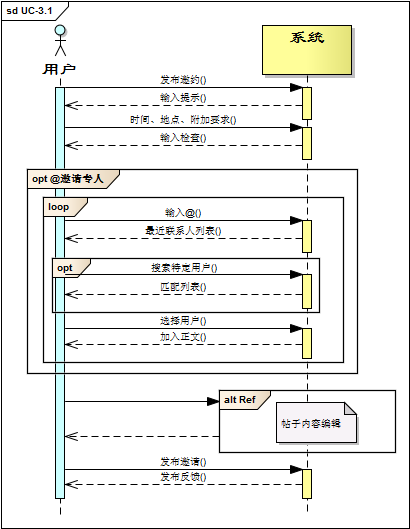 sd UC-3.1
用户
系统
发布邀约()
输入提示()
时间、地点、附加要求()
输入检查()
opt @邀请专人
loop
输入@()
最近联系人列表()
opt
搜索特定用户()
匹配列表()
选择用户()
加入正文()
alt Ref
帖子内容编辑
发布邀请()
发布反馈()